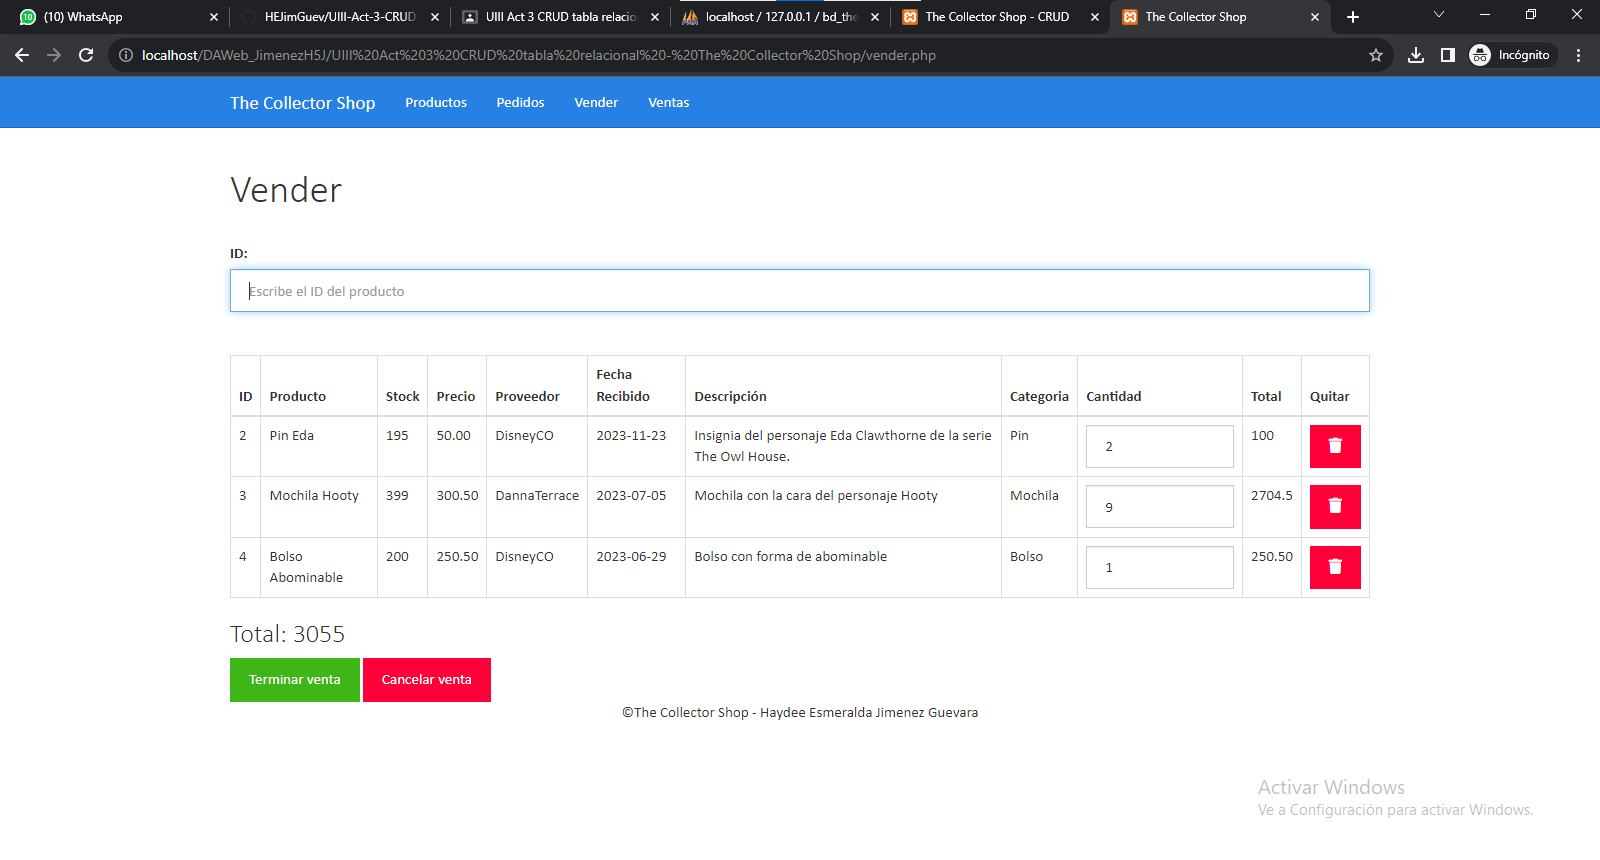 (10) WhatsApp
HEJimGuev/UIII-Act-3-CRUD
UIII Act 3 CRUD tabla relacio
localhost / 127.0.0.1 / bd_the
The Collector Shop - CRUD
The Collector Shop
localhost/DAWeb_JimenezH5J/UIII%20Act%203%20CRUD%20tabla%20relacional%20-%20The%20Collector%20Shop/vender.php
Incógnito
The Collector Shop Productos Pedidos Vender Ventas
Vender
ID:
Escribe el ID del producto
ID Producto Stock Precio Proveedor Fecha Recibido Descripción Categoria Cantidad Total Quitar
2 Pin Eda 195 50.00 DisneyCO 2023-11-23 Insignia del personaje Eda Clawthorne de la serie The Owl House. Pin 2 100
3 Mochila Hooty 399 300.50 DannaTerrace 2023-07-05 Mochila con la cara del personaje Hooty Mochila 9 2704.5
4 Bolso Abominable 200 250.50 DisneyCO 2023-06-29 Bolso con forma de abominable Bolso 1 250.50
Total: 3055
Terminar venta Cancelar venta
©The Collector Shop - Haydee Esmeralda Jimenez Guevara
Activar Windows
Ve a Configuración para activar Windows.